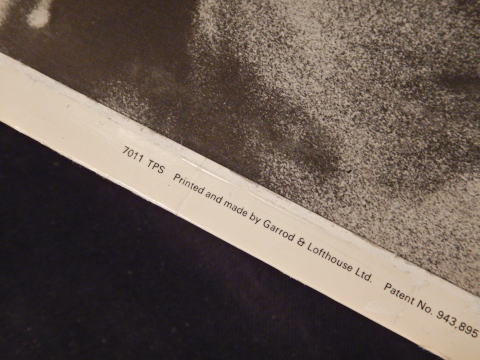 7011 TPS Printed and made by Garrod & Lofthouse Ltd. Patent No. 943,895